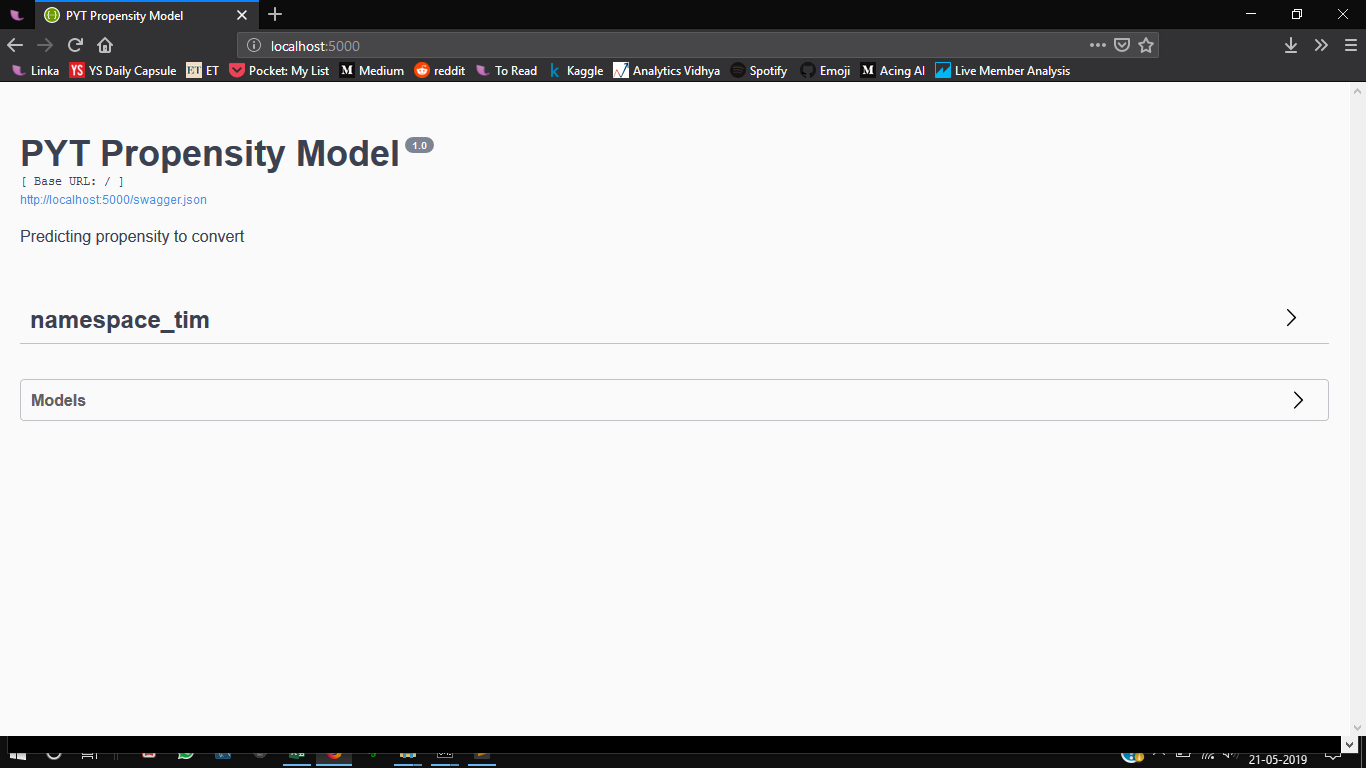 PYT Propensity Model
localhost:5000
Linka YS YS Daily Capsule ET ET Pocket: My List M Medium reddit To Read k Kaggle Analytics Vidhya Spotify Emoji M Acing AI Live Member Analysis
PYT Propensity Model 1.0
[ Base URL: / ]
http://localhost:5000/swagger.json
Predicting propensity to convert
namespace_tim
Models
21-05-2019